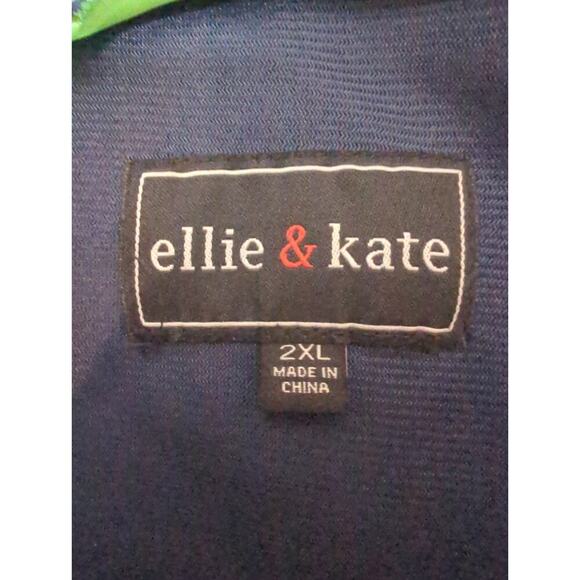 ellie & kate
2XL
MADE IN
CHINA